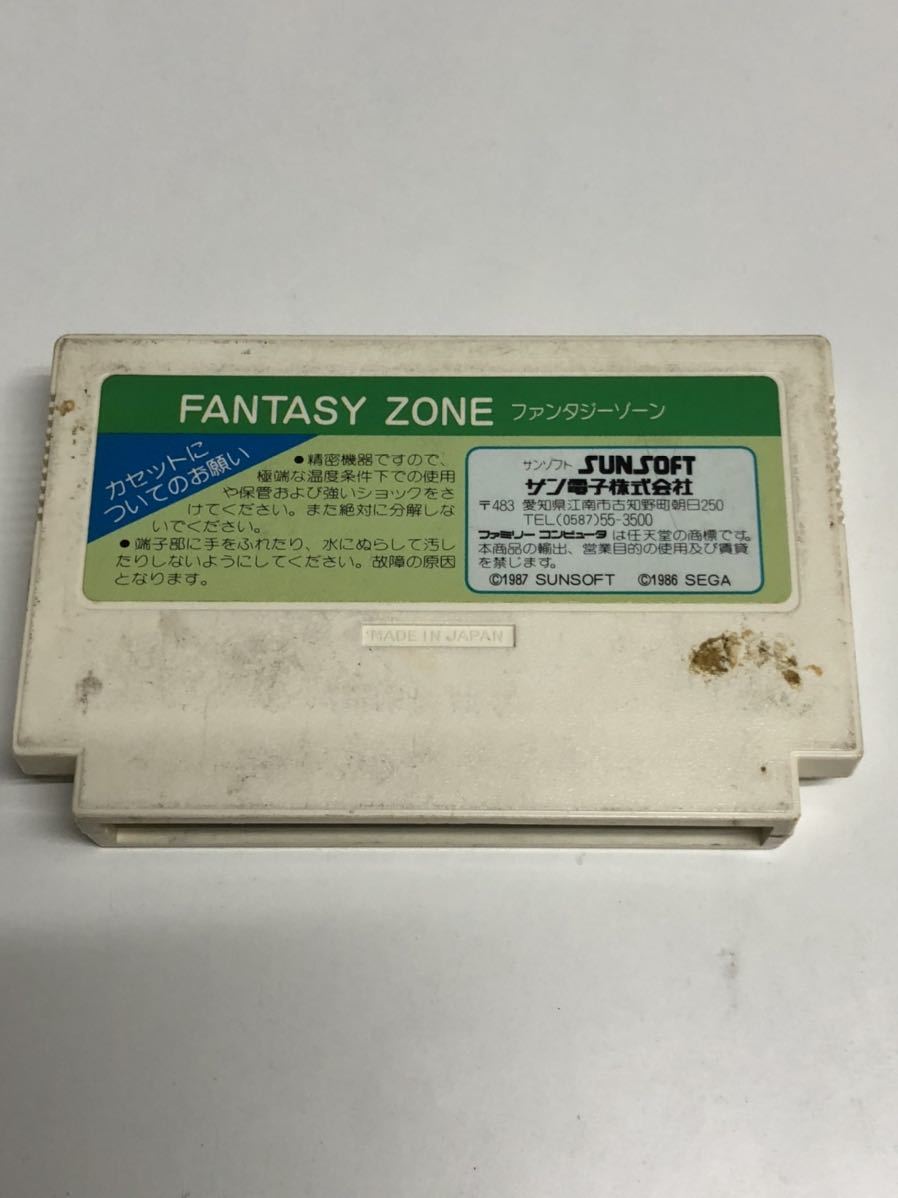 FANTASY ZONE ファンタジーゾーン
カセットに
ついてのお願い
●精密機器ですので、
極端な温度条件下での使用
や保管および強いショックをさ
けてください。また絶対に分解しな
いでください。
●端子部に手をふれたり、水にぬらして汚し
たりしないようにしてください。故障の原因
となります。
サンソフト SUNSOFT
サン電子株式会社
〒483 愛知県江南市古知野町朝日250
TEL(0587)55-3500
ファミリー コンピュータ は任天堂の商標です。
本商品の輸出、営業目的の使用及び賃貸
を禁じます。
©1987 SUNSOFT ©1986 SEGA
MADE IN JAPAN